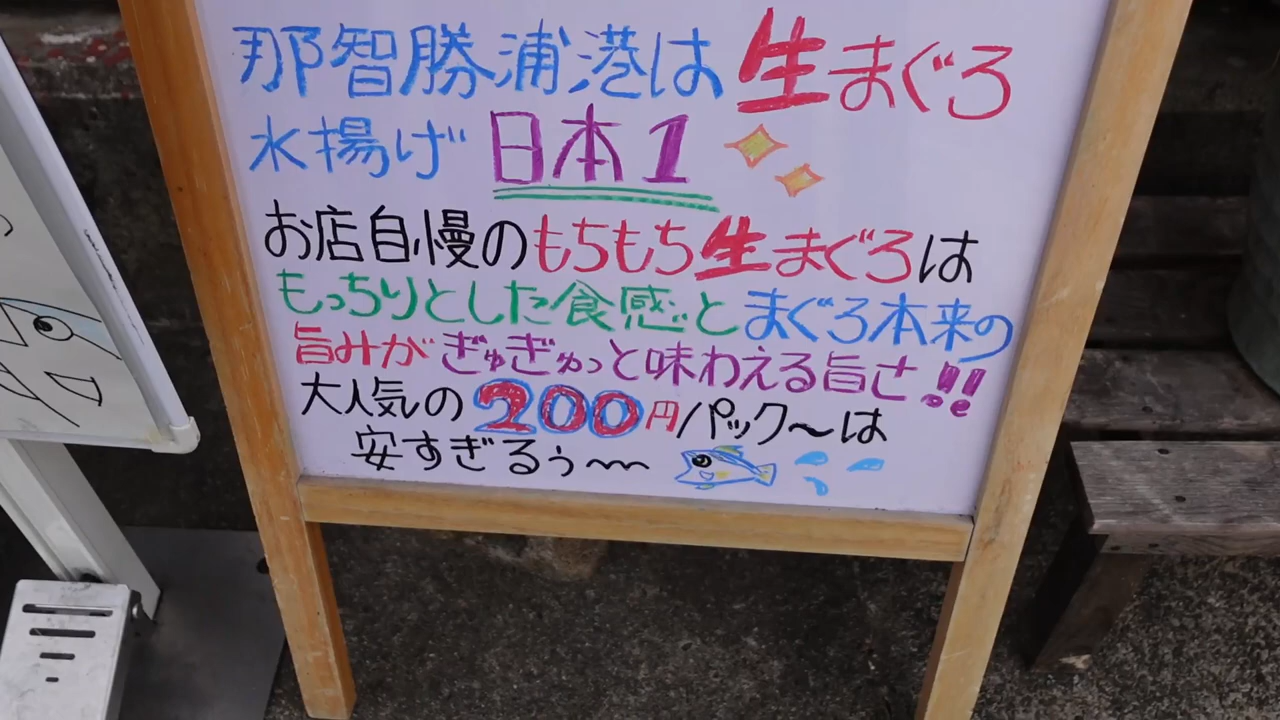 那智勝浦港は生まぐろ
水揚げ日本1
お店自慢のもちもち生まぐろは
もっちりとした食感とまぐろ本来の
旨みがぎゅぎゅっと味わえる旨さ!!
大人気の200円/パック〜は
安すぎるぅ〜〜